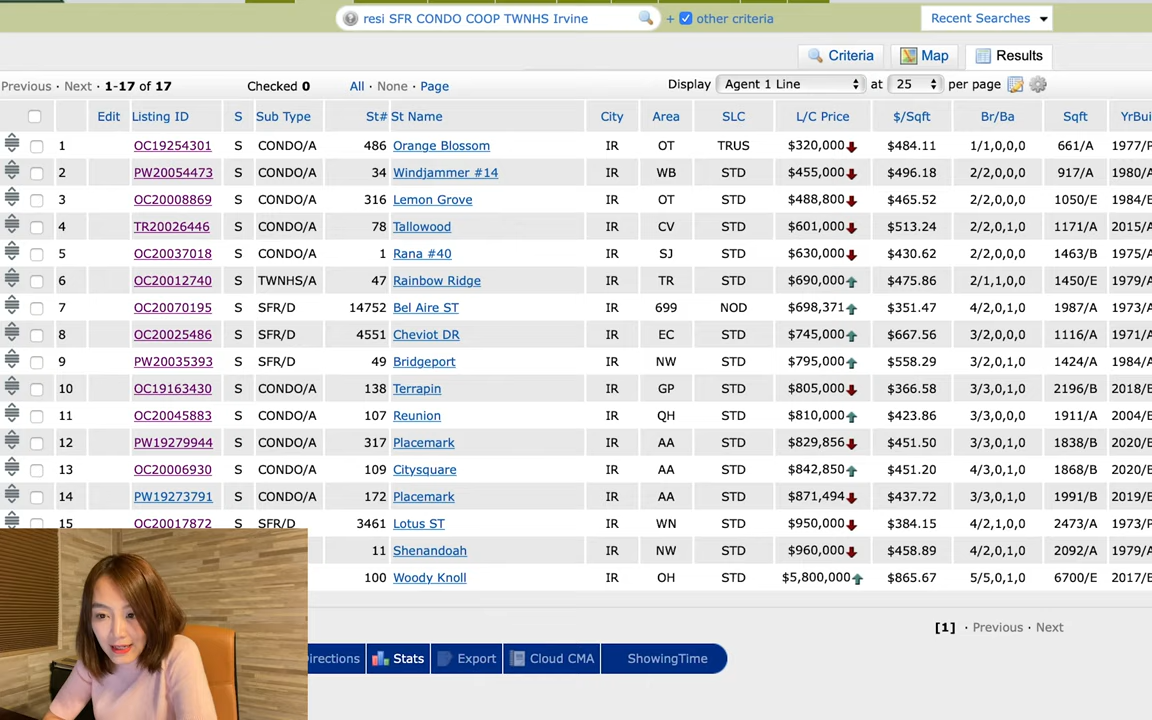 resi SFR CONDO COOP TWNHS Irvine + other criteria Recent Searches
Criteria Map Results
Previous · Next · 1-17 of 17 Checked 0 All · None · Page Display Agent 1 Line at 25 per page
Edit Listing ID S Sub Type St# St Name City Area SLC L/C Price $/Sqft Br/Ba Sqft YrBui
1 OC19254301 S CONDO/A 486 Orange Blossom IR OT TRUS $320,000 $484.11 1/1,0,0,0 661/A 1977/P
2 PW20054473 S CONDO/A 34 Windjammer #14 IR WB STD $455,000 $496.18 2/2,0,0,0 917/A 1980/A
3 OC20008869 S CONDO/A 316 Lemon Grove IR OT STD $488,800 $465.52 2/2,0,0,0 1050/E 1984/E
4 TR20026446 S CONDO/A 78 Tallowood IR CV STD $601,000 $513.24 2/2,0,0,1 1171/A 2015/A
5 OC20037018 S CONDO/A 1 Rana #40 IR SJ STD $630,000 $430.62 2/2,0,0,0 1463/B 1975/A
6 OC20012740 S TWNHS/A 47 Rainbow Ridge IR TR STD $690,000 $475.86 2/1,1,0,0 1450/E 1979/E
7 OC20070195 S SFR/D 14752 Bel Aire ST IR 699 NOD $698,371 $351.47 4/2,0,1,0 1987/A 1973/A
8 OC20025486 S SFR/D 4551 Cheviot DR IR EC STD $745,000 $667.56 3/2,0,0,0 1116/A 1971/A
9 PW20035393 S SFR/D 49 Bridgeport IR NW STD $795,000 $558.29 3/2,0,1,0 1424/A 1984/A
10 OC19163430 S CONDO/A 138 Terrapin IR GP STD $805,000 $366.58 3/3,0,1,0 2196/B 2018/E
11 OC20045883 S CONDO/A 107 Reunion IR QH STD $810,000 $423.86 3/3,0,0,0 1911/A 2004/E
12 PW19279944 S CONDO/A 317 Placemark IR AA STD $829,856 $451.50 3/3,0,1,0 1838/B 2020/E
13 OC20006930 S CONDO/A 109 Citysquare IR AA STD $842,850 $451.20 4/3,0,1,0 1868/B 2020/E
14 PW19273791 S CONDO/A 172 Placemark IR AA STD $871,494 $437.72 3/3,0,1,0 1991/B 2019/E
15 OC20017872 S SFR/D 3461 Lotus ST IR WN STD $950,000 $384.15 4/2,1,0,0 2473/A 1973/P
11 Shenandoah IR NW STD $960,000 $458.89 4/2,0,1,0 2092/A 1979/A
100 Woody Knoll IR OH STD $5,800,000 $865.67 5/5,0,1,0 6700/E 2017/B
[1] · Previous · Next
irections Stats Export Cloud CMA ShowingTime